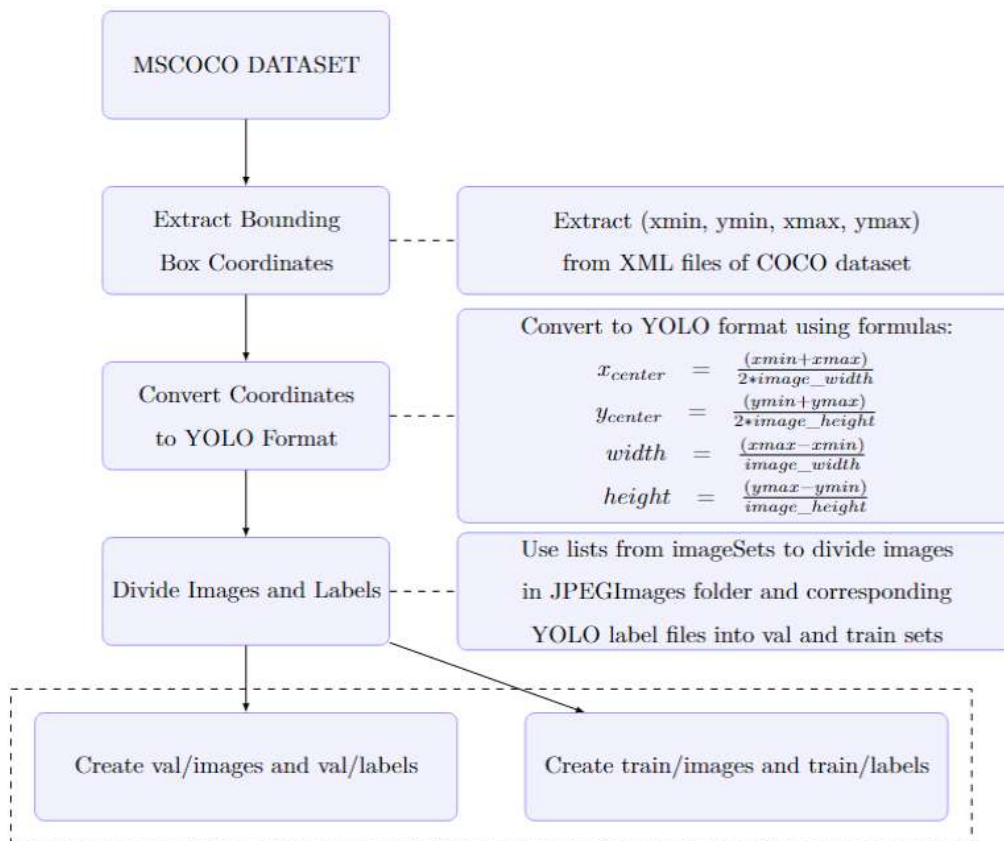 MSCOCO DATASET
Extract Bounding
Box Coordinates
Extract (xmin, ymin, xmax, ymax)
from XML files of COCO dataset
Convert Coordinates
to YOLO Format
Convert to YOLO format using formulas:
x_center = (xmin+xmax) / 2*image_width
y_center = (ymin+ymax) / 2*image_height
width = (xmax−xmin) / image_width
height = (ymax−ymin) / image_height
Divide Images and Labels
Use lists from imageSets to divide images
in JPEGImages folder and corresponding
YOLO label files into val and train sets
Create val/images and val/labels
Create train/images and train/labels